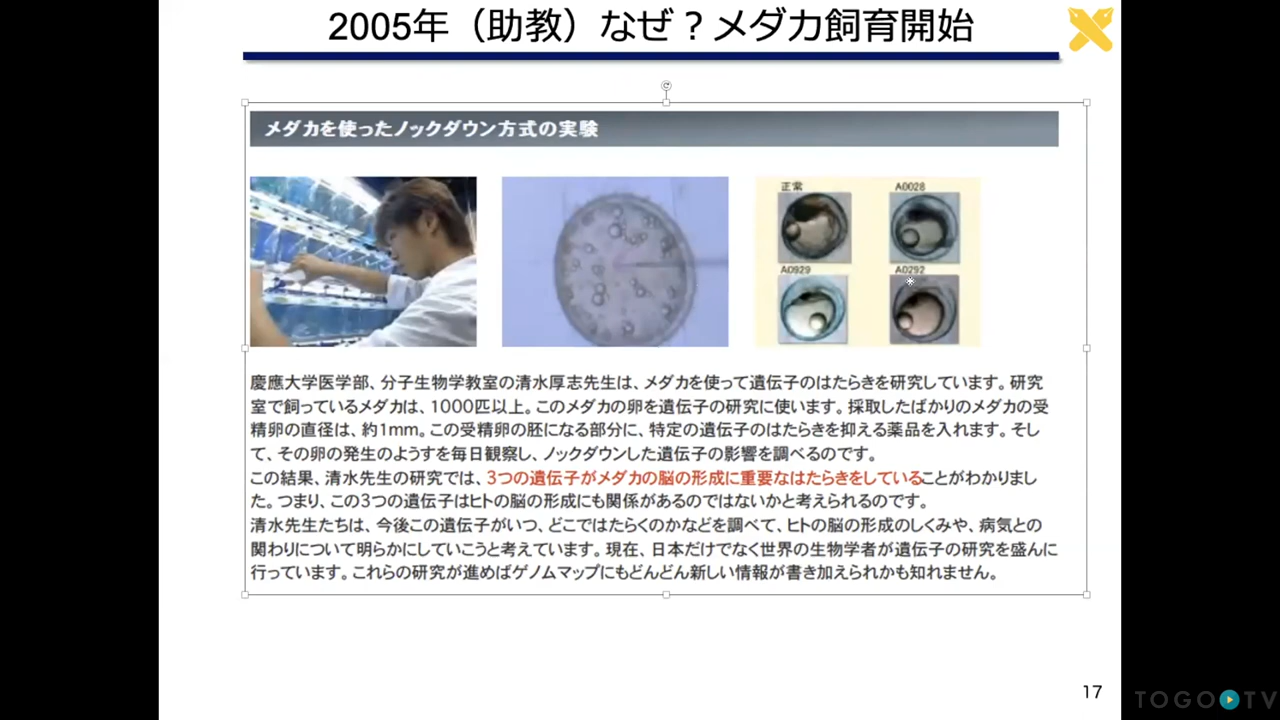 2005年（助教）なぜ？メダカ飼育開始
メダカを使ったノックダウン方式の実験
正常
A0028
A0929
A0292
慶應大学医学部、分子生物学教室の清水厚志先生は、メダカを使って遺伝子のはたらきを研究しています。研究
室で飼っているメダカは、1000匹以上。このメダカの卵を遺伝子の研究に使います。採取したばかりのメダカの受
精卵の直径は、約1mm。この受精卵の胚になる部分に、特定の遺伝子のはたらきを抑える薬品を入れます。そし
て、その卵の発生のようすを毎日観察し、ノックダウンした遺伝子の影響を調べるのです。
この結果、清水先生の研究では、3つの遺伝子がメダカの脳の形成に重要なはたらきをしていることがわかりまし
た。つまり、この3つの遺伝子はヒトの脳の形成にも関係があるのではないかと考えられるのです。
清水先生たちは、今後この遺伝子がいつ、どこではたらくのかなどを調べて、ヒトの脳の形成のしくみや、病気との
関わりについて明らかにしていこうと考えています。現在、日本だけでなく世界の生物学者が遺伝子の研究を盛んに
行っています。これらの研究が進めばゲノムマップにもどんどん新しい情報が書き加えられかも知れません。
17
TOGOTV